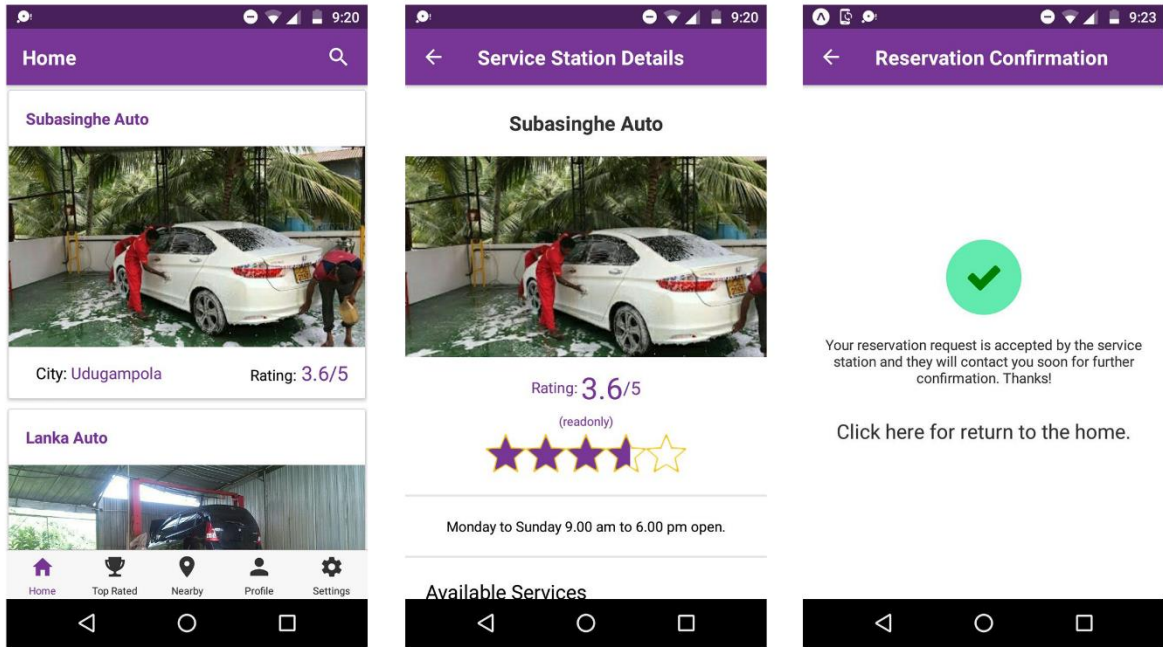 9:20
Home
Subasinghe Auto
City: Udugampola
Rating: 3.6/5
Lanka Auto
Home
Top Rated
Nearby
Profile
Settings
9:20
Service Station Details
Subasinghe Auto
Rating: 3.6/5
(readonly)
Monday to Sunday 9.00 am to 6.00 pm open.
Available Services
9:23
Reservation Confirmation
Your reservation request is accepted by the service
station and they will contact you soon for further
confirmation. Thanks!
Click here for return to the home.